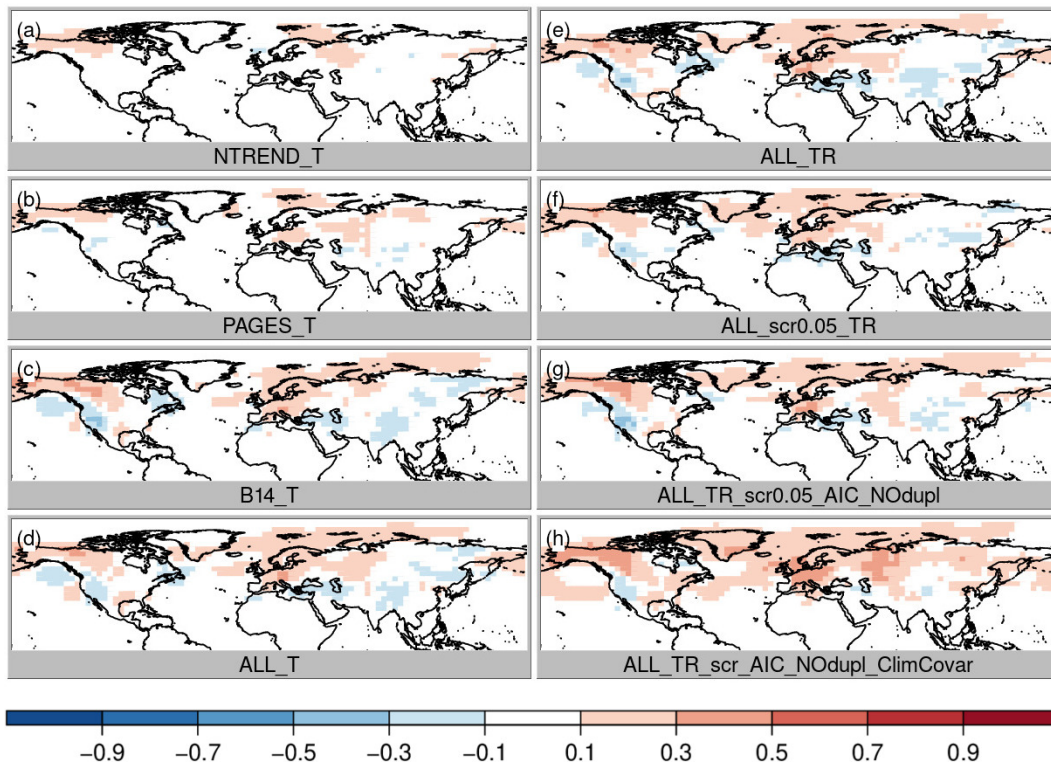 (a)
NTREND_T
(b)
PAGES_T
(c)
B14_T
(d)
ALL_T
(e)
ALL_TR
(f)
ALL_scr0.05_TR
(g)
ALL_TR_scr0.05_AIC_NOdupl
(h)
ALL_TR_scr_AIC_NOdupl_ClimCovar
−0.9 −0.7 −0.5 −0.3 −0.1 0.1 0.3 0.5 0.7 0.9